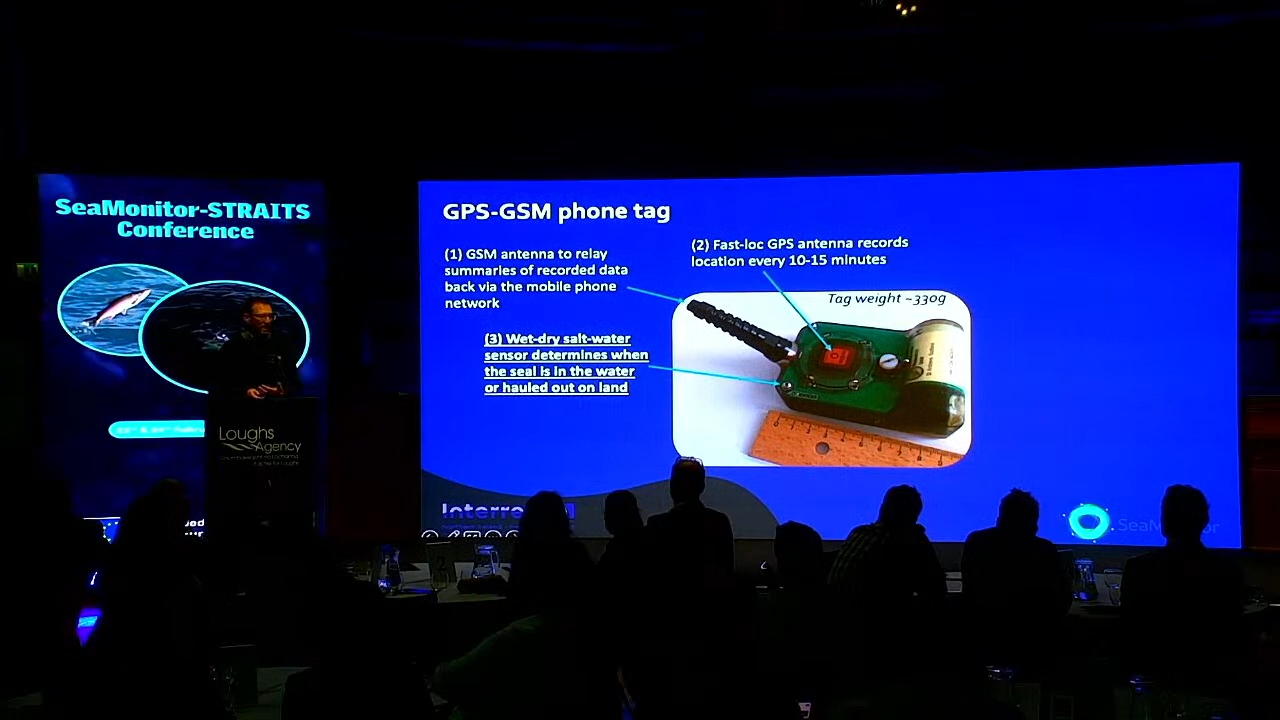 SeaMonitor-STRAITS
Conference
Loughs
Agency
GPS-GSM phone tag
(1) GSM antenna to relay
summaries of recorded data
back via the mobile phone
network
(2) Fast-loc GPS antenna records
location every 10-15 minutes
(3) Wet-dry salt-water
sensor determines when
the seal is in the water
or hauled out on land
Tag weight ~330g
SeaMonitor
2